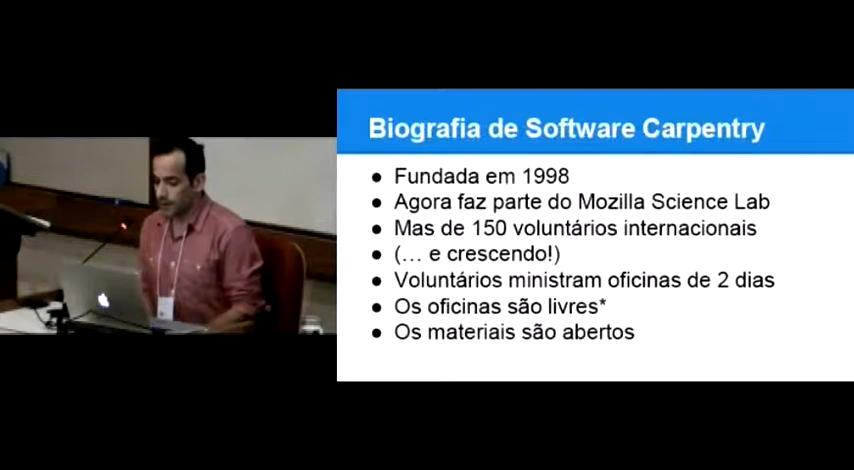 Biografia de Software Carpentry
● Fundada em 1998
● Agora faz parte do Mozilla Science Lab
● Mas de 150 voluntários internacionais
● (... e crescendo!)
● Voluntários ministram oficinas de 2 dias
● Os oficinas são livres*
● Os materiais são abertos